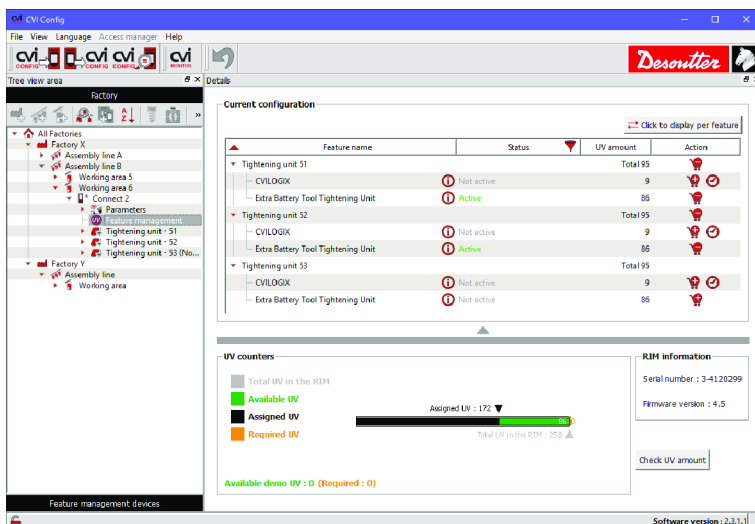 CVI Config
File View Language Access manager Help
cvi CONFIG cvi CONFIG cvi CONFIG cvi MONITOR Desoutter
Tree view area
Details
Factory
All Factories
Factory X
Assembly line A
Assembly line B
Working area 5
Working area 6
Connect 2
Parameters
UV Feature management
Tightening unit - 51
Tightening unit - 52
Tightening unit - 53 (No...
Factory Y
Assembly line
Working area
Feature management devices
Current configuration
Click to display per feature
Feature name Status UV amount Action
Tightening unit 51 Total 95
CVILOGIX Not active 9
Extra Battery Tool Tightening Unit Active 86
Tightening unit 52 Total 95
CVILOGIX Not active 9
Extra Battery Tool Tightening Unit Active 86
Tightening unit 53 Total 95
CVILOGIX Not active 9
Extra Battery Tool Tightening Unit Not active 86
UV counters
Total UV in the RIM
Available UV
Assigned UV
Required UV
Assigned UV : 172
86
Total UV in the RIM : 258
Available demo UV : 0 (Required : 0)
RIM information
Serial number : 3-4120299
Firmware version : 4.5
Check UV amount
Software version : 2.3.1.1